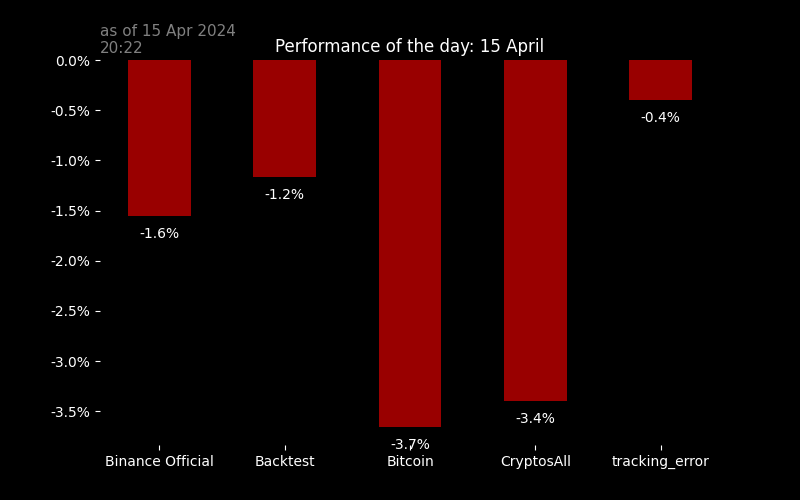 as of 15 Apr 2024
20:22
Performance of the day: 15 April
0.0%
-0.5%
-1.0%
-1.5%
-2.0%
-2.5%
-3.0%
-3.5%
-1.6%
-1.2%
-3.7%
-3.4%
-0.4%
Binance Official
Backtest
Bitcoin
CryptosAll
tracking_error